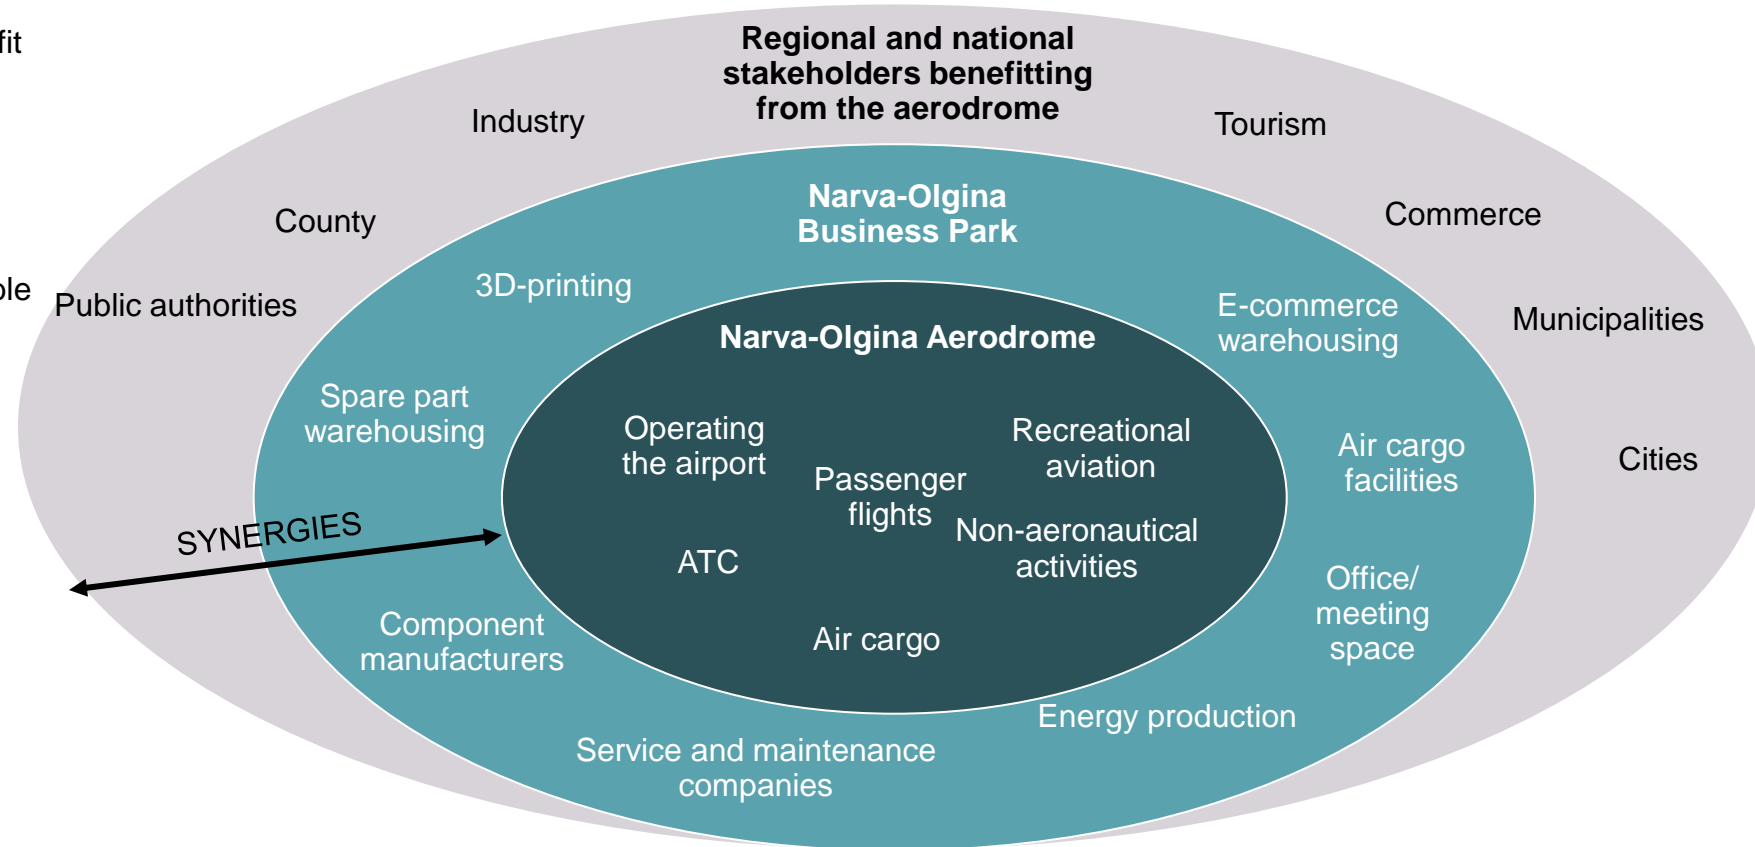 fit
Regional and national
stakeholders benefitting
from the aerodrome
Industry
Tourism
County
Commerce
ole
Public authorities
Municipalities
Cities
Narva-Olgina
Business Park
3D-printing
E-commerce
warehousing
Spare part
warehousing
Air cargo
facilities
SYNERGIES
Office/
meeting
space
Component
manufacturers
Energy production
Service and maintenance
companies
Narva-Olgina Aerodrome
Operating
the airport
Recreational
aviation
Passenger
flights
Non-aeronautical
activities
ATC
Air cargo